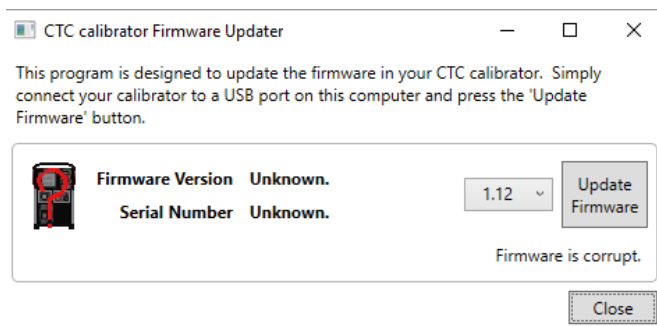 CTC calibrator Firmware Updater
This program is designed to update the firmware in your CTC calibrator. Simply
connect your calibrator to a USB port on this computer and press the 'Update
Firmware' button.
Firmware Version Unknown.
Serial Number Unknown.
1.12
Update
Firmware
Firmware is corrupt.
Close